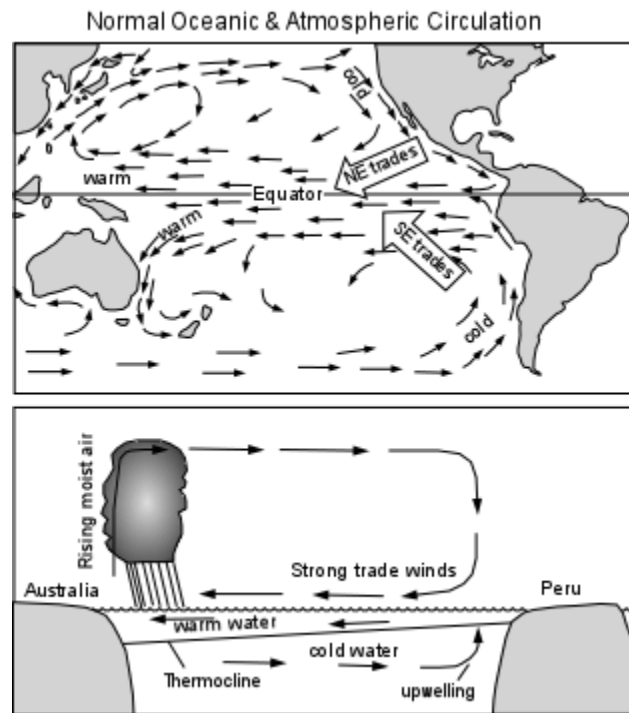 Normal Oceanic & Atmospheric Circulation
cold
NE trades
warm
Equator
warm
SE trades
cold
Rising moist air
Strong trade winds
Australia
Peru
warm water
cold water
Thermocline
upwelling